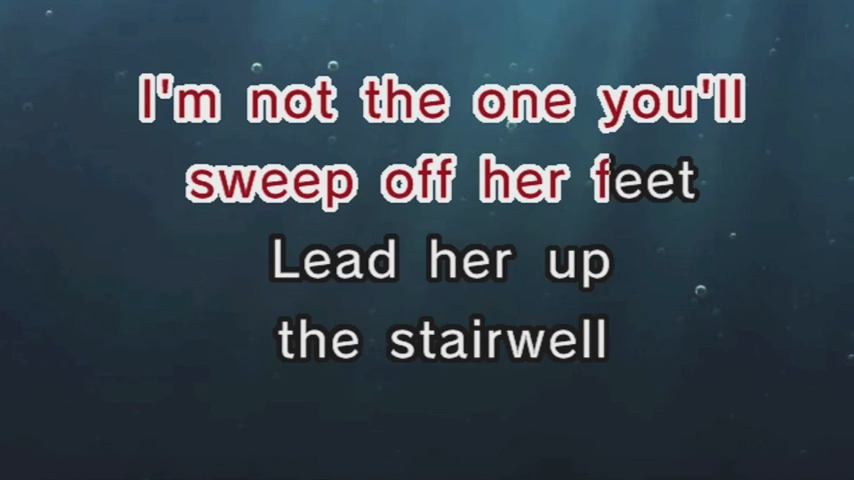 I'm not the one you'll
sweep off her feet
Lead her up
the stairwell